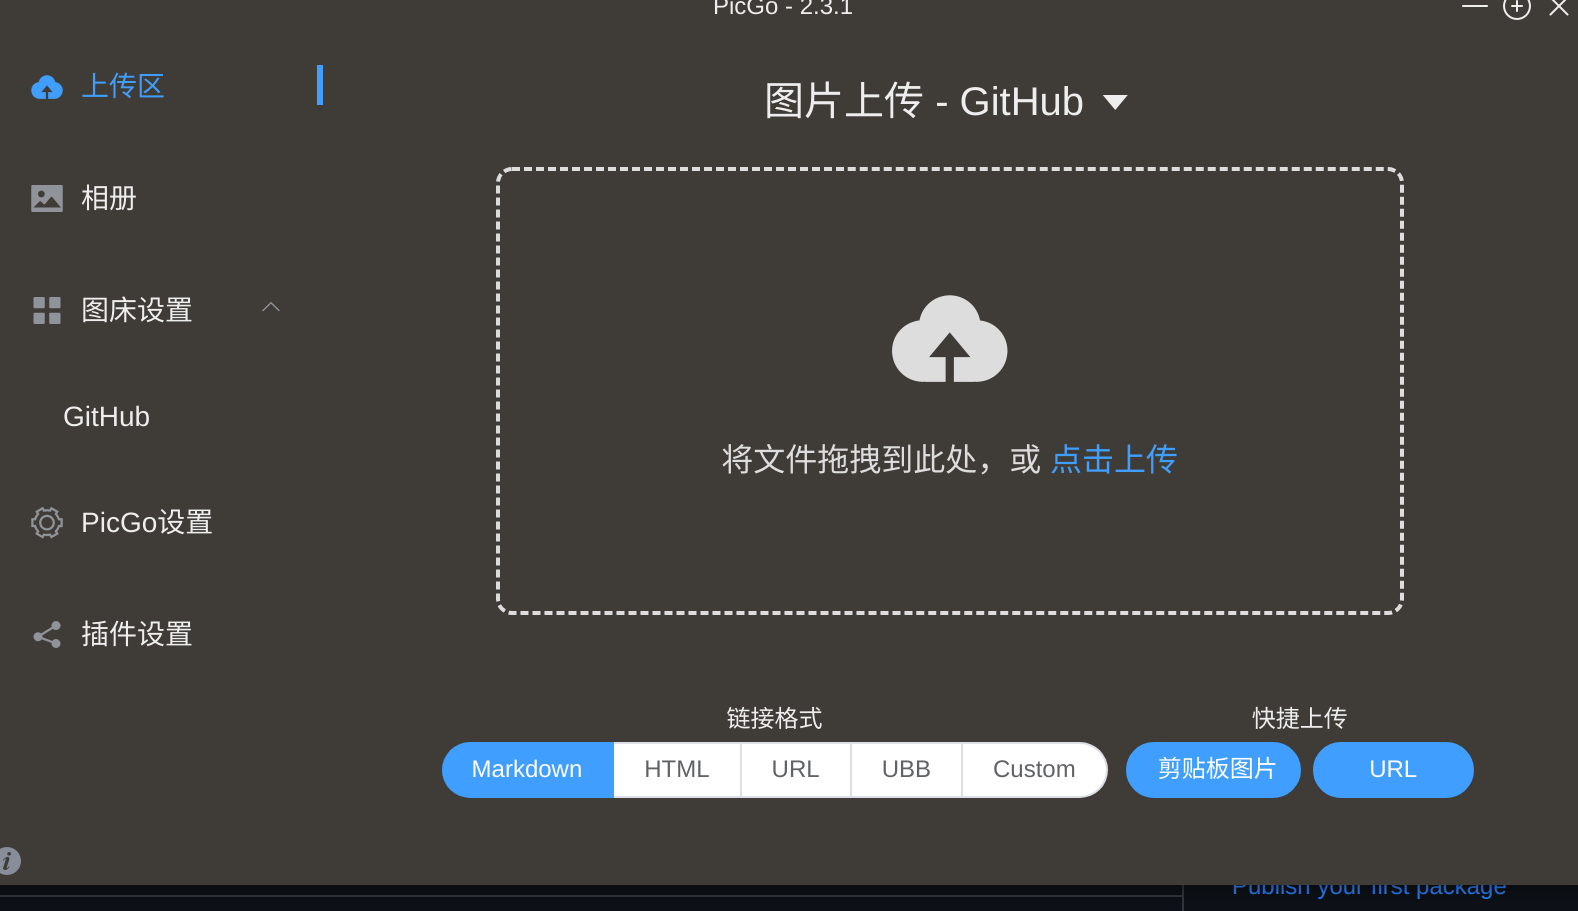 PicGo - 2.3.1
上传区
相册
图床设置
GitHub
PicGo设置
插件设置
图片上传 - GitHub
将文件拖拽到此处，或 点击上传
链接格式
Markdown HTML URL UBB Custom
快捷上传
剪贴板图片 URL
Publish your first package